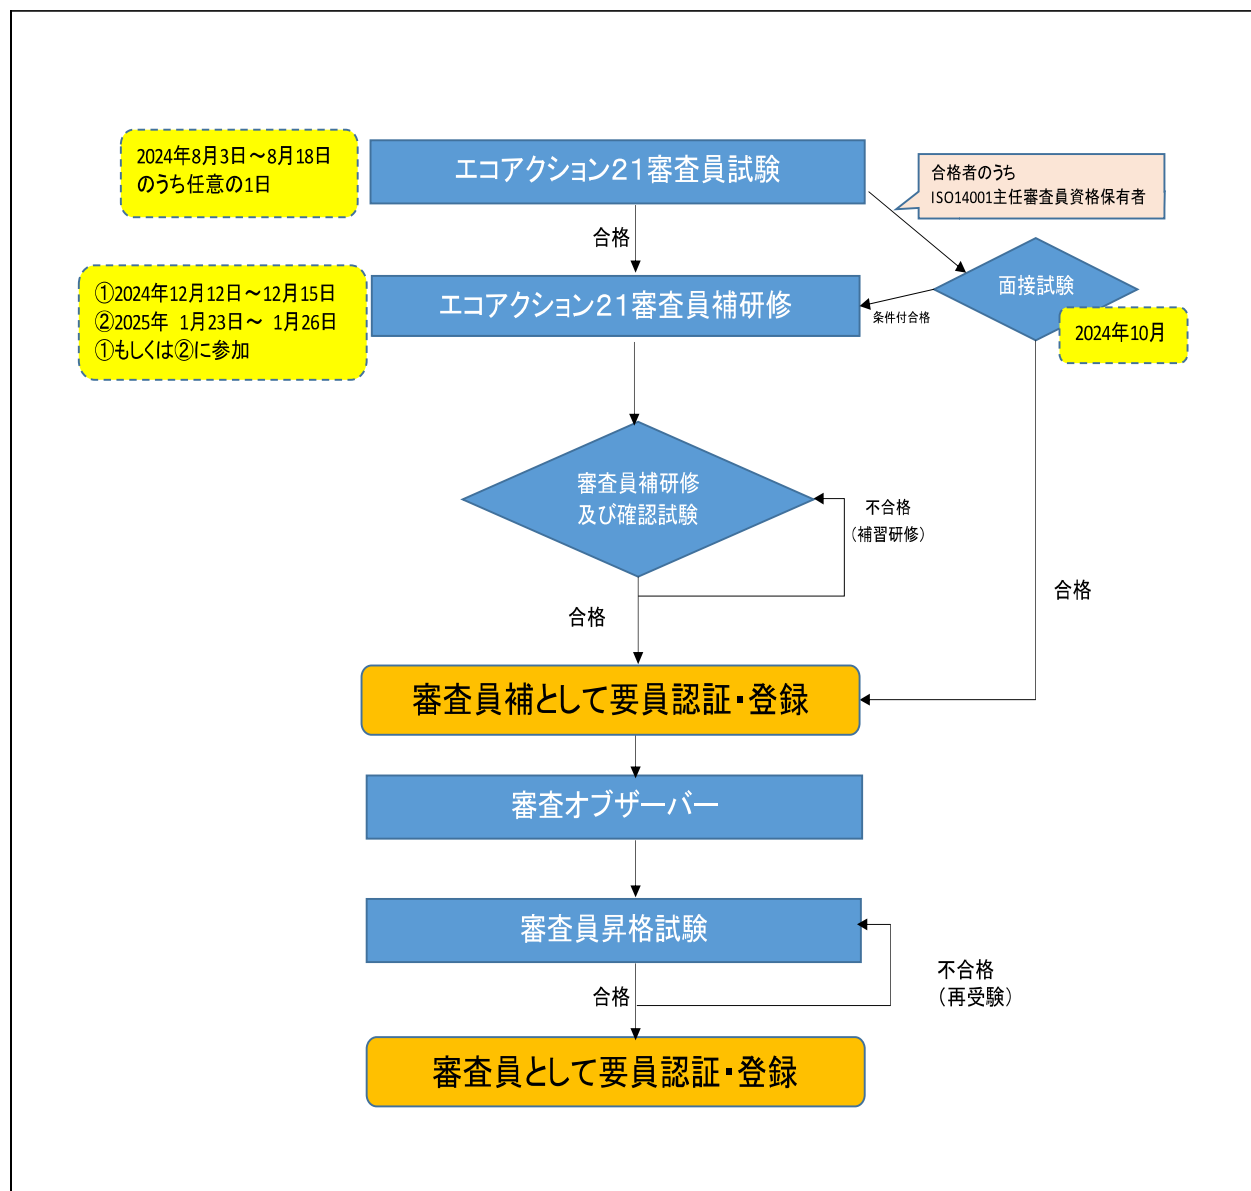 2024年8月3日～8月18日
のうち任意の1日
エコアクション21審査員試験
合格者のうち
ISO14001主任審査員資格保有者
合格
面接試験
①2024年12月12日～12月15日
②2025年 1月23日～ 1月26日
①もしくは②に参加
エコアクション21審査員補研修
条件付合格
2024年10月
審査員補研修
及び確認試験
不合格
（補習研修）
合格
合格
審査員補として要員認証・登録
審査オブザーバー
審査員昇格試験
不合格
（再受験）
合格
審査員として要員認証・登録